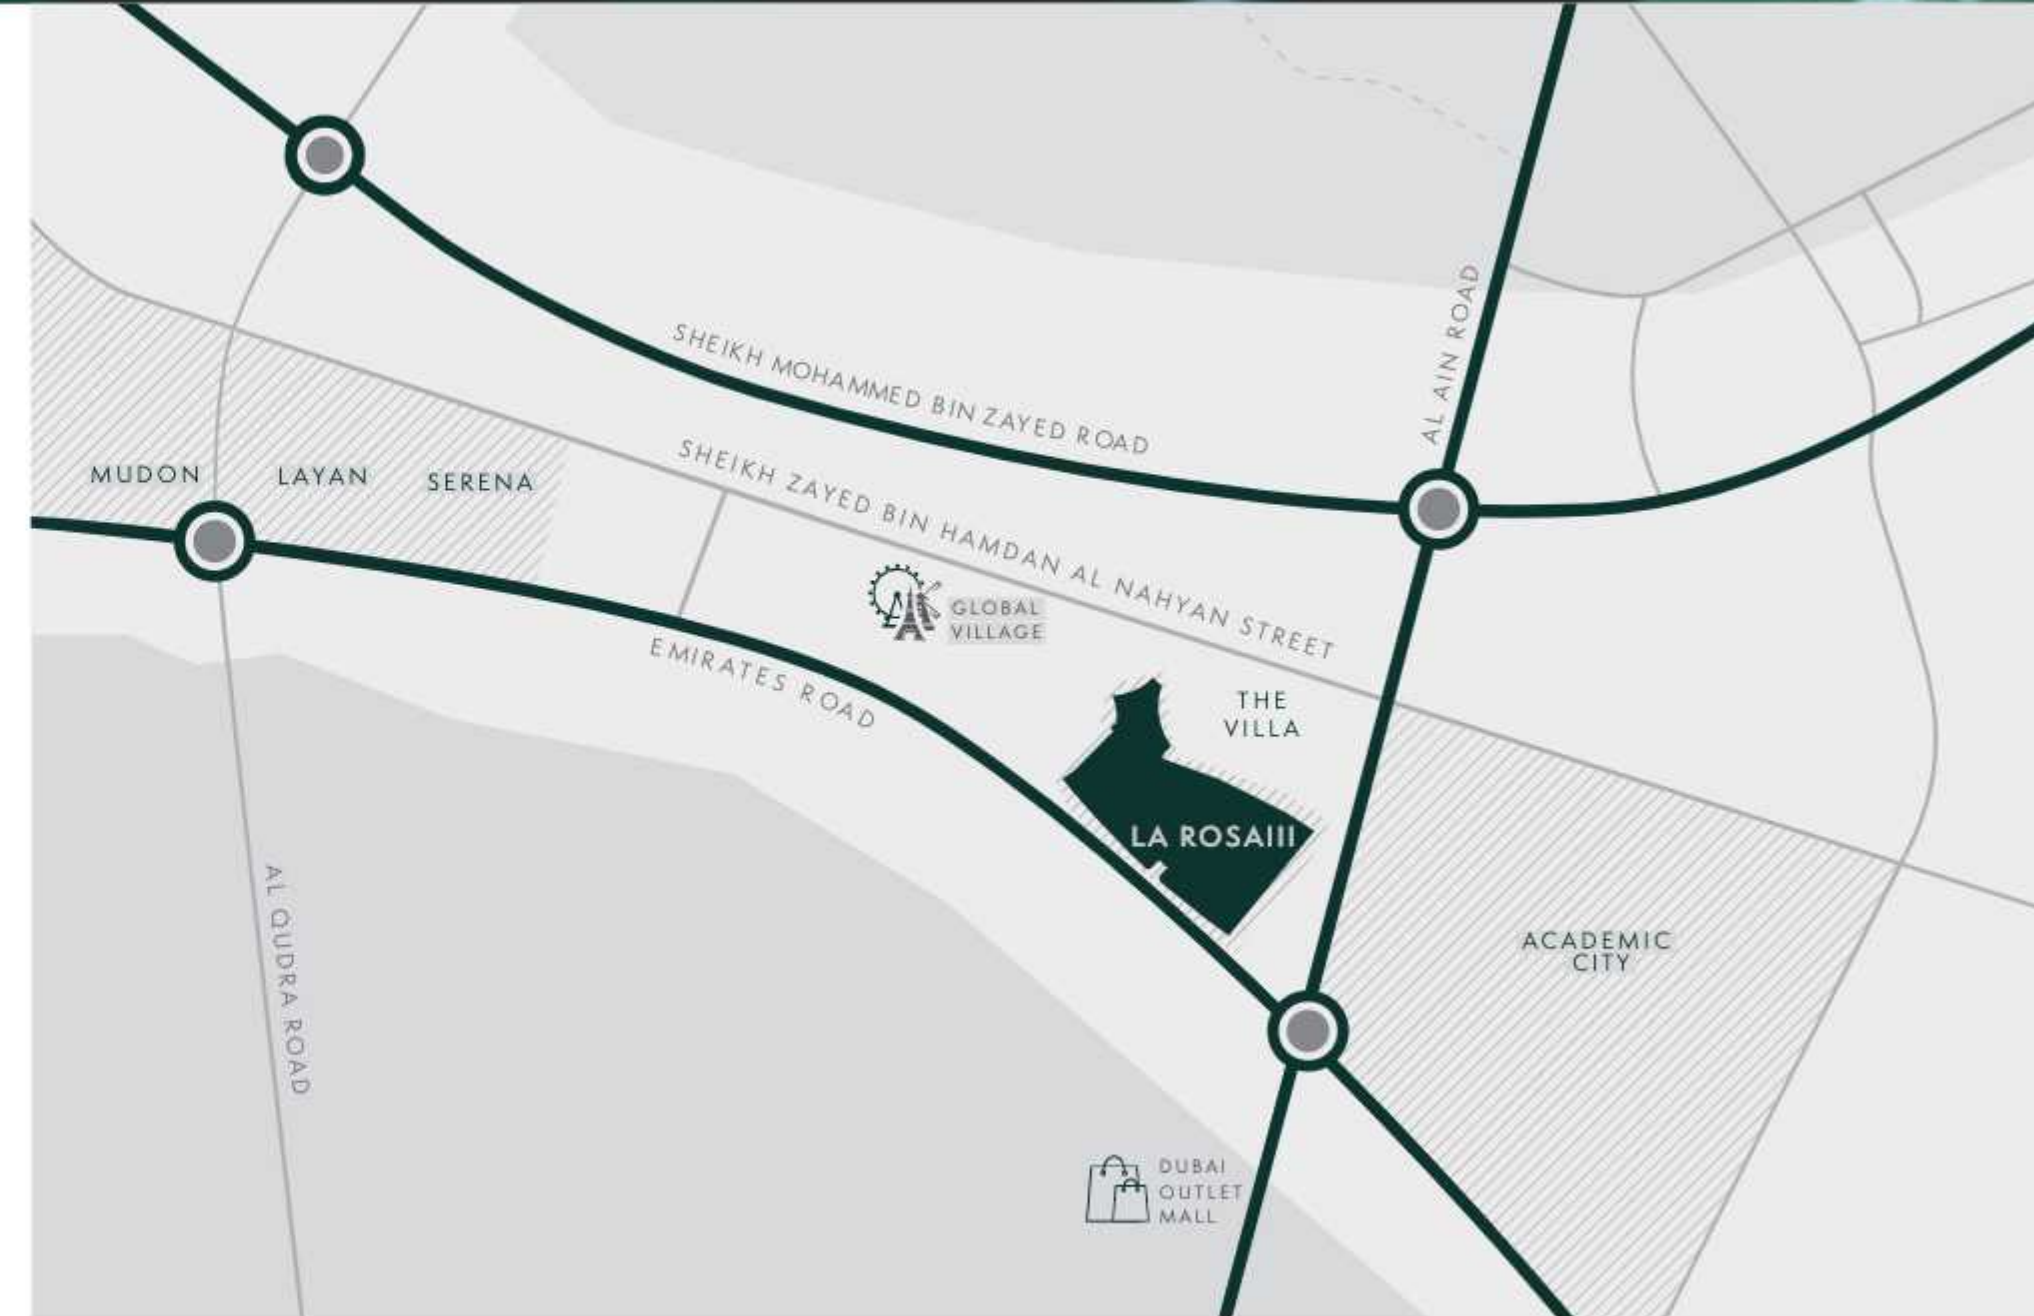 AL AIN ROAD
SHEIKH MOHAMMED BIN ZAYED ROAD
SHEIKH ZAYED BIN HAMDAN AL NAHYAN STREET
MUDON
LAYAN
SERENA
GLOBAL
VILLAGE
EMIRATES ROAD
THE
VILLA
LA ROSAIII
AL QUDRA ROAD
ACADEMIC
CITY
DUBAI
OUTLET
MALL